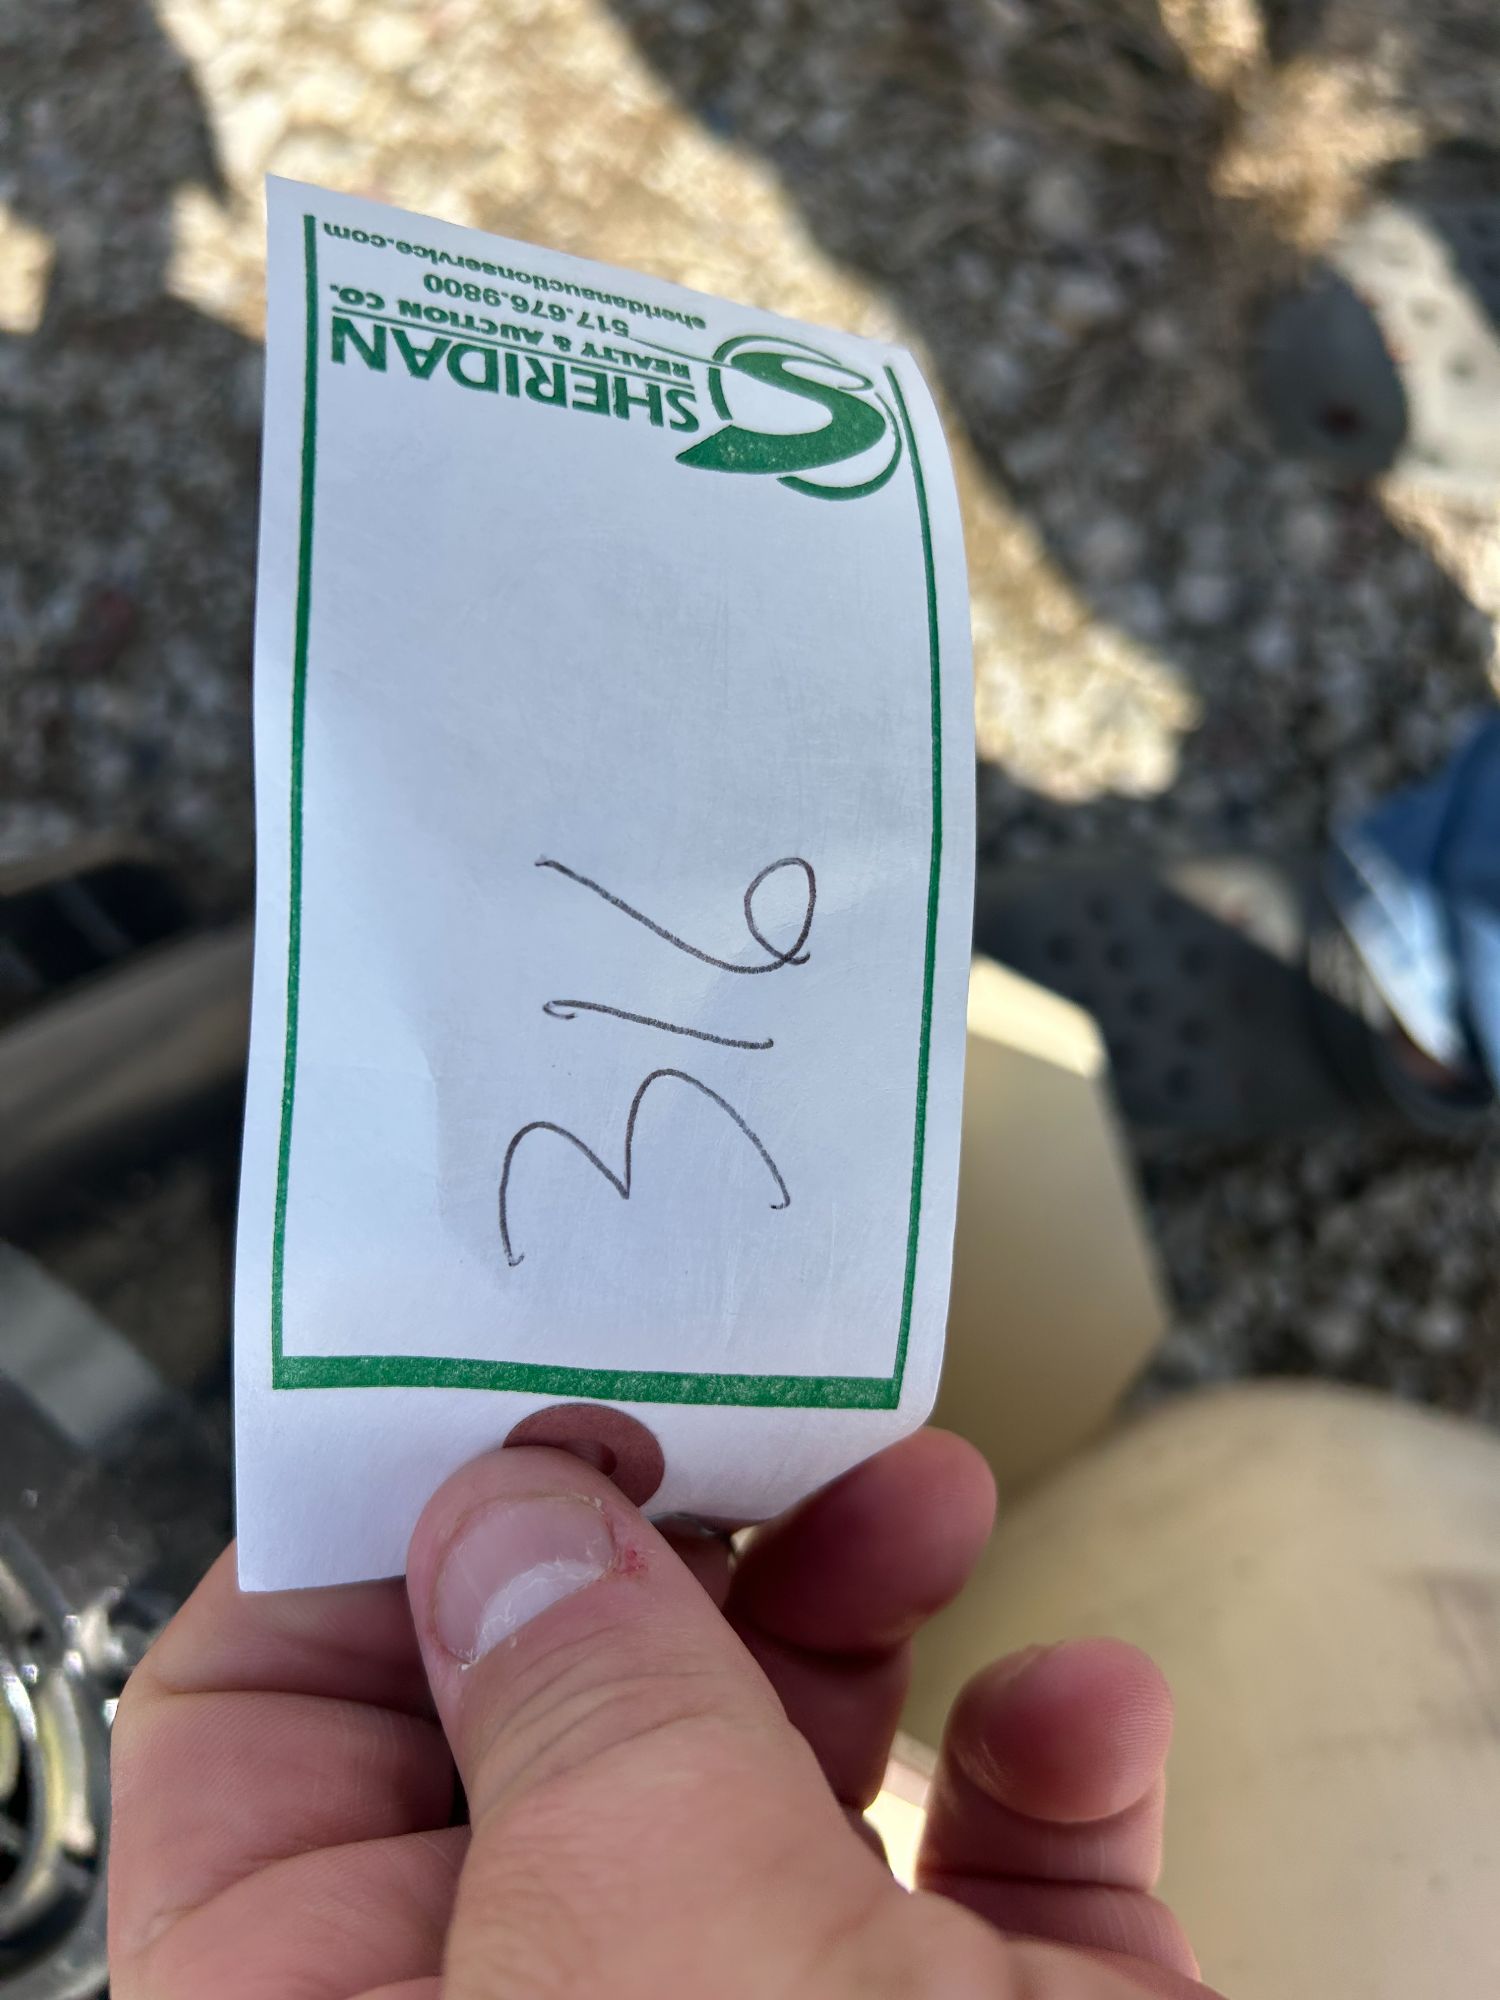 316
SHERIDAN
REALTY & AUCTION CO.
517.676.9800
sheridanauctionservice.com